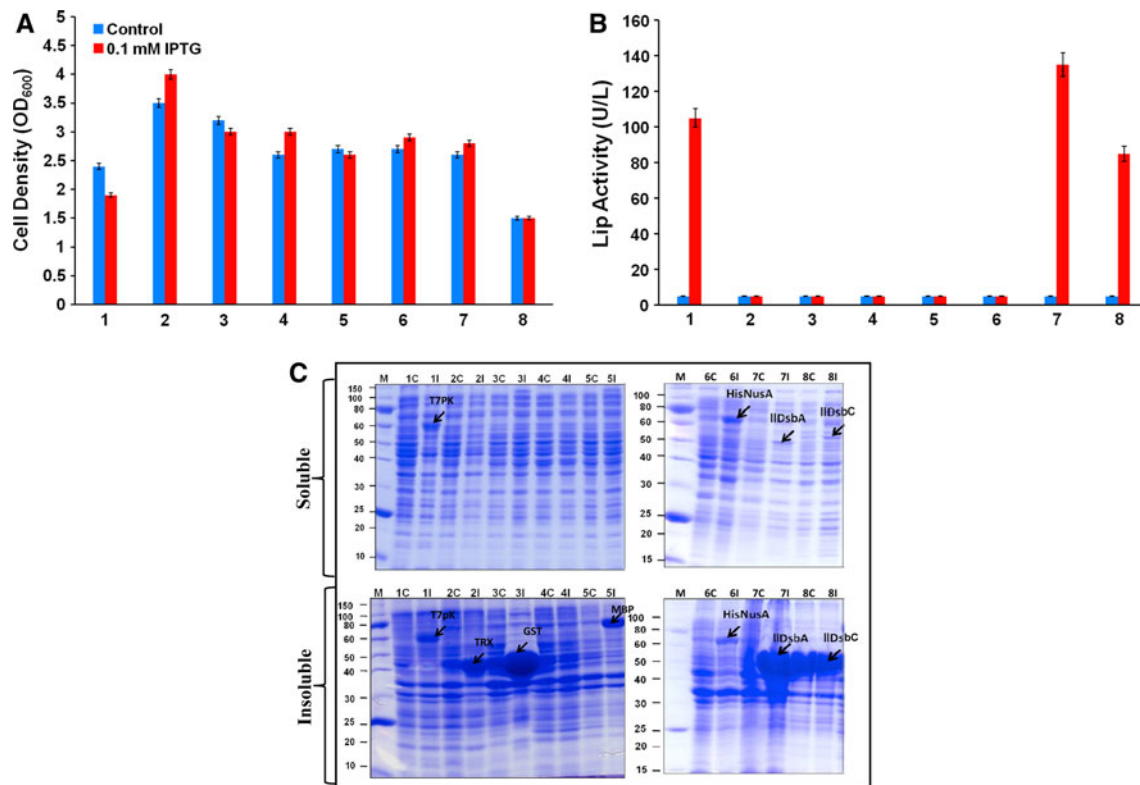 A
Control
0.1 mM IPTG
Cell Density (OD600)
5
4.5
4
3.5
3
2.5
2
1.5
1
0.5
0
1 2 3 4 5 6 7 8
B
Lip Activity (U/L)
160
140
120
100
80
60
40
20
0
1 2 3 4 5 6 7 8
C
Soluble
M 1C 1I 2C 2I 3C 3I 4C 4I 5C 5I
150
100
80
60
50
40
30
25
20
10
T7PK
M 6C 6I 7C 7I 8C 8I
100
80
60
50
40
30
25
20
15
HisNusA
llDsbA
llDsbC
Insoluble
M 1C 1I 2C 2I 3C 3I 4C 4I 5C 5I
150
100
80
60
50
40
30
25
20
10
T7pK
TRX
GST
MBP
M 6C 6I 7C 7I 8C 8I
100
80
60
50
40
30
25
20
15
HisNusA
llDsbA
llDsbC